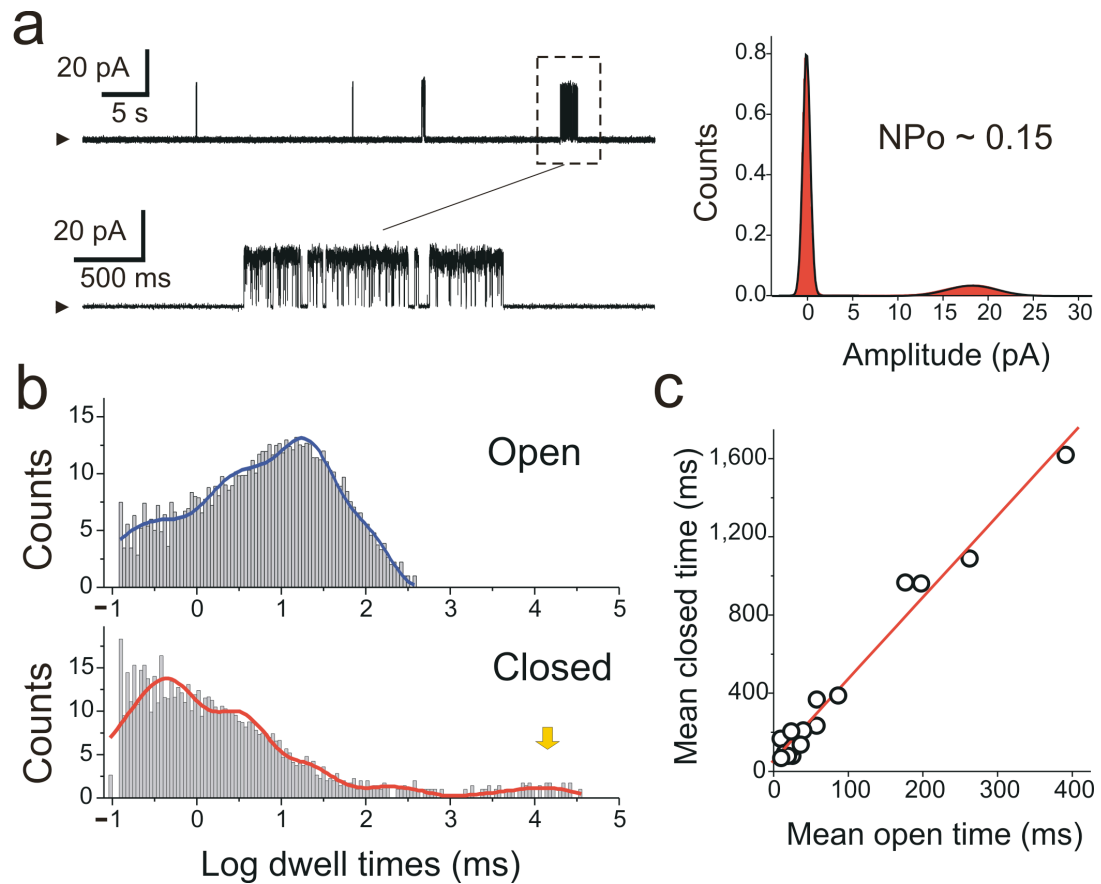 a
20 pA
5 s
20 pA
500 ms
0.8
0.6
0.4
0.2
0.0
Counts
NPo ~ 0.15
0 5 10 15 20 25 30
Amplitude (pA)
b
15
10
5
0
Counts
Open
−1 0 1 2 3 4 5
15
10
5
0
Counts
Closed
−1 0 1 2 3 4 5
Log dwell times (ms)
c
1,600
1,200
800
400
0
Mean closed time (ms)
0 100 200 300 400
Mean open time (ms)